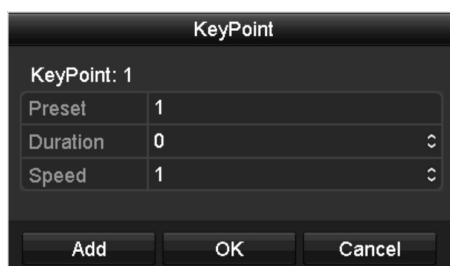 KeyPoint
KeyPoint: 1
Preset 1
Duration 0
Speed 1
Add OK Cancel